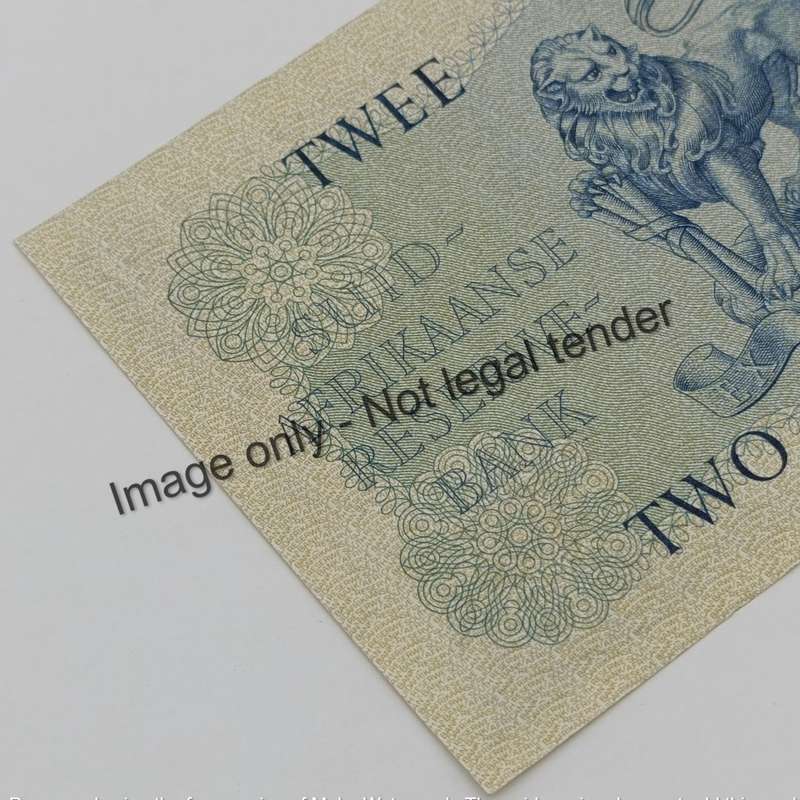 TWEE
SUID-
AFRIKAANSE
RESERWE-
BANK
Image only - Not legal tender
TWO